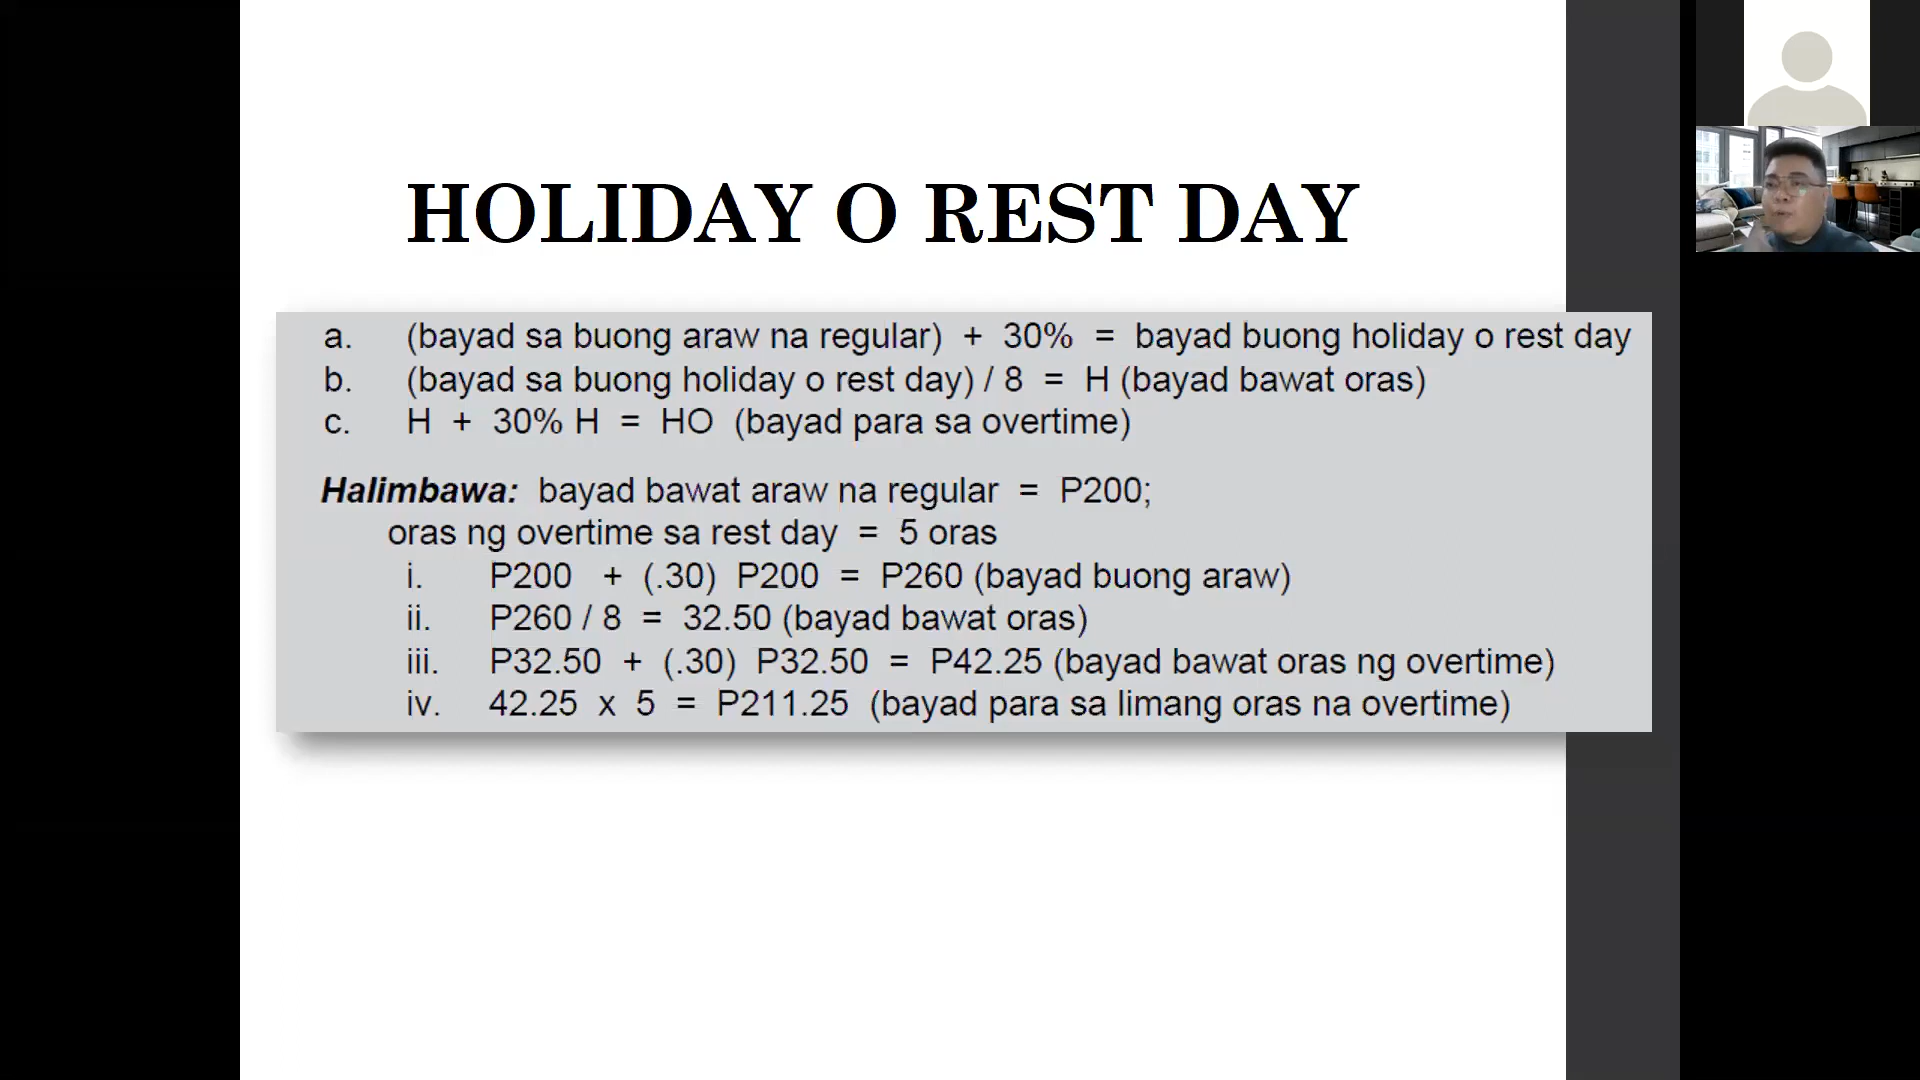 HOLIDAY O REST DAY
a. (bayad sa buong araw na regular) + 30% = bayad buong holiday o rest day
b. (bayad sa buong holiday o rest day) / 8 = H (bayad bawat oras)
c. H + 30% H = HO (bayad para sa overtime)
Halimbawa: bayad bawat araw na regular = P200;
oras ng overtime sa rest day = 5 oras
i. P200 + (.30) P200 = P260 (bayad buong araw)
ii. P260 / 8 = 32.50 (bayad bawat oras)
iii. P32.50 + (.30) P32.50 = P42.25 (bayad bawat oras ng overtime)
iv. 42.25 x 5 = P211.25 (bayad para sa limang oras na overtime)